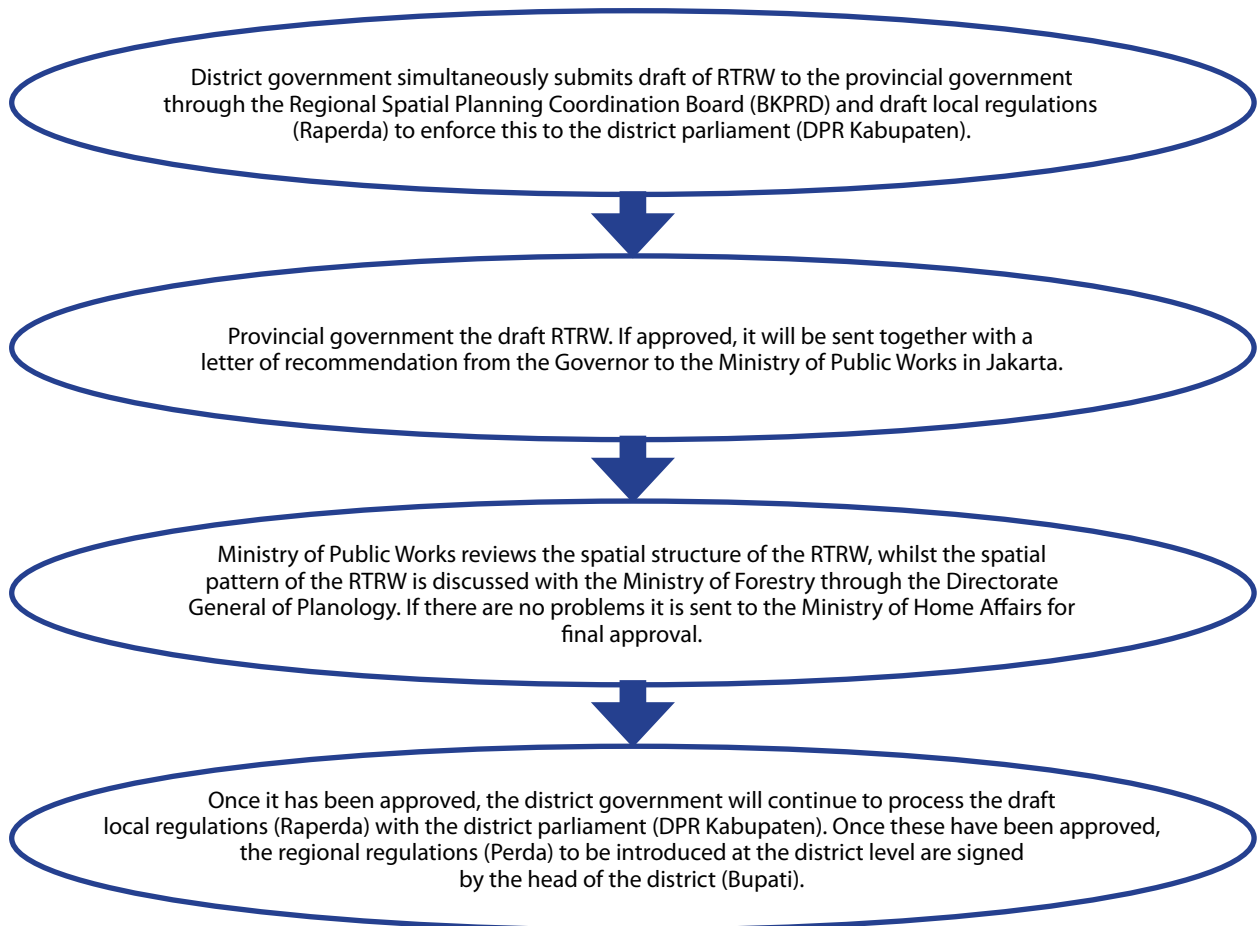 District government simultaneously submits draft of RTRW to the provincial government
through the Regional Spatial Planning Coordination Board (BKPRD) and draft local regulations
(Raperda) to enforce this to the district parliament (DPR Kabupaten).
Provincial government the draft RTRW. If approved, it will be sent together with a
letter of recommendation from the Governor to the Ministry of Public Works in Jakarta.
Ministry of Public Works reviews the spatial structure of the RTRW, whilst the spatial
pattern of the RTRW is discussed with the Ministry of Forestry through the Directorate
General of Planology. If there are no problems it is sent to the Ministry of Home Affairs for
final approval.
Once it has been approved, the district government will continue to process the draft
local regulations (Raperda) with the district parliament (DPR Kabupaten). Once these have been approved,
the regional regulations (Perda) to be introduced at the district level are signed
by the head of the district (Bupati).